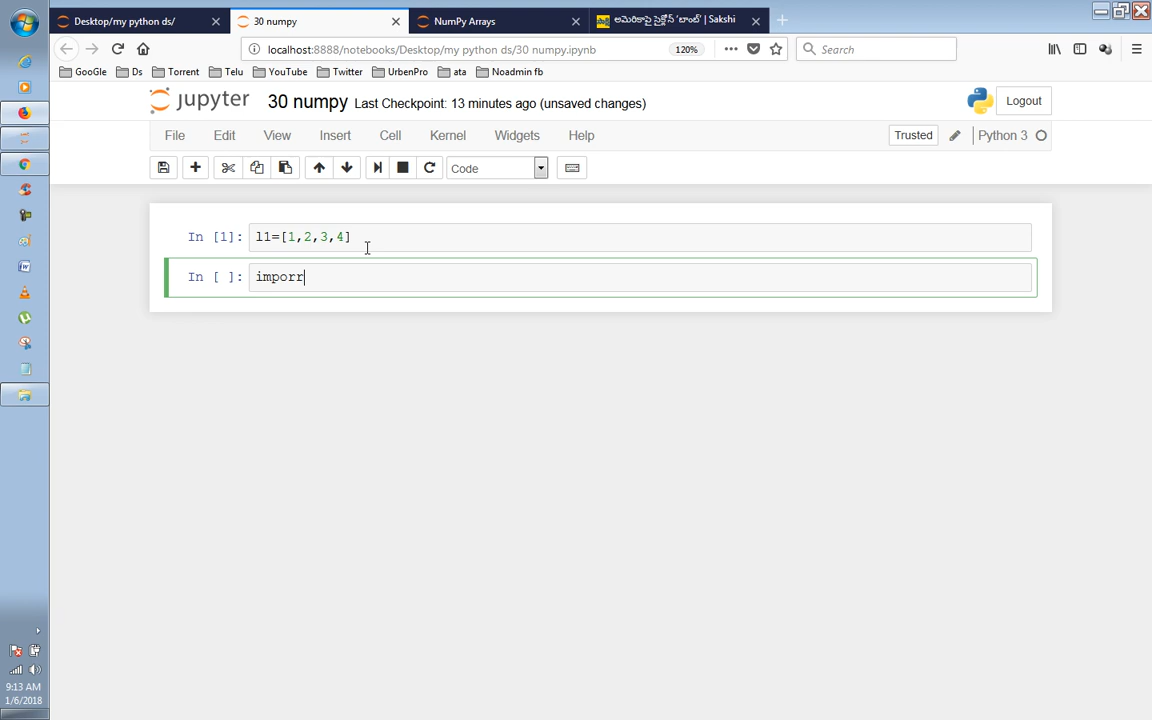 Desktop/my python ds/
30 numpy
NumPy Arrays
అమెరికాపై సైక్లోన్ 'బాంబ్' | Sakshi
localhost:8888/notebooks/Desktop/my python ds/30 numpy.ipynb
120%
Search
GooGle
Ds
Torrent
Telu
YouTube
Twitter
UrbenPro
ata
Noadmin fb
jupyter
30 numpy
Last Checkpoint: 13 minutes ago (unsaved changes)
Logout
File
Edit
View
Insert
Cell
Kernel
Widgets
Help
Trusted
Python 3
Code
In [1]: l1=[1,2,3,4]
In [ ]: imporr
9:13 AM
1/6/2018